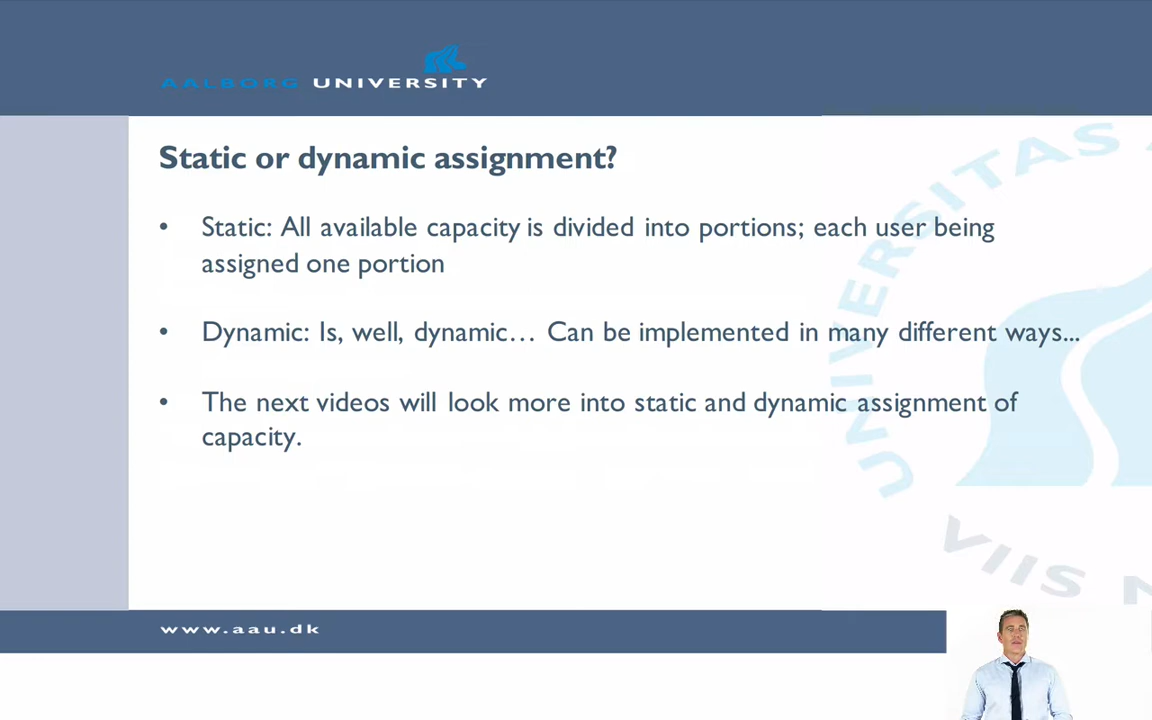 AALBORG UNIVERSITY
Static or dynamic assignment?
• Static: All available capacity is divided into portions; each user being
assigned one portion
• Dynamic: Is, well, dynamic… Can be implemented in many different ways...
• The next videos will look more into static and dynamic assignment of
capacity.
UNIVERSITAS A
VIIS N
www.aau.dk